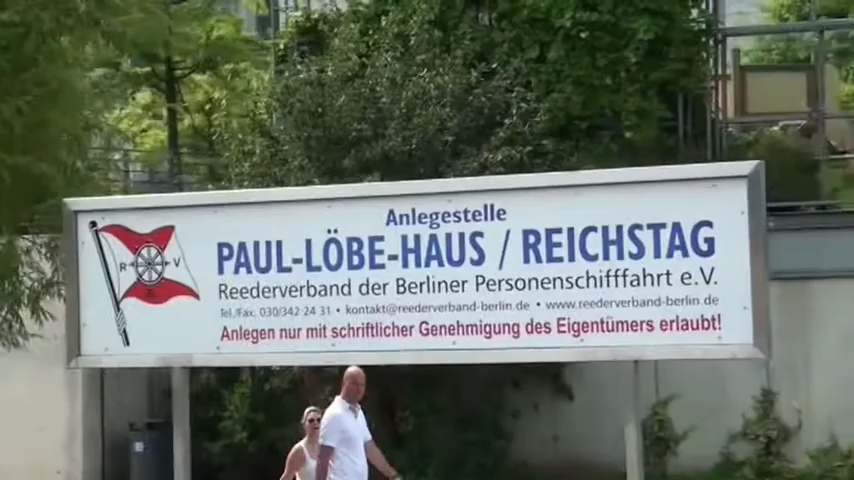 Anlegestelle
PAUL-LÖBE-HAUS / REICHSTAG
Reederverband der Berliner Personenschifffahrt e.V.
Tel./Fax. 030/342 24 31 • kontakt@reederverband-berlin.de • www.reederverband-berlin.de
Anlegen nur mit schriftlicher Genehmigung des Eigentümers erlaubt!
R V
B